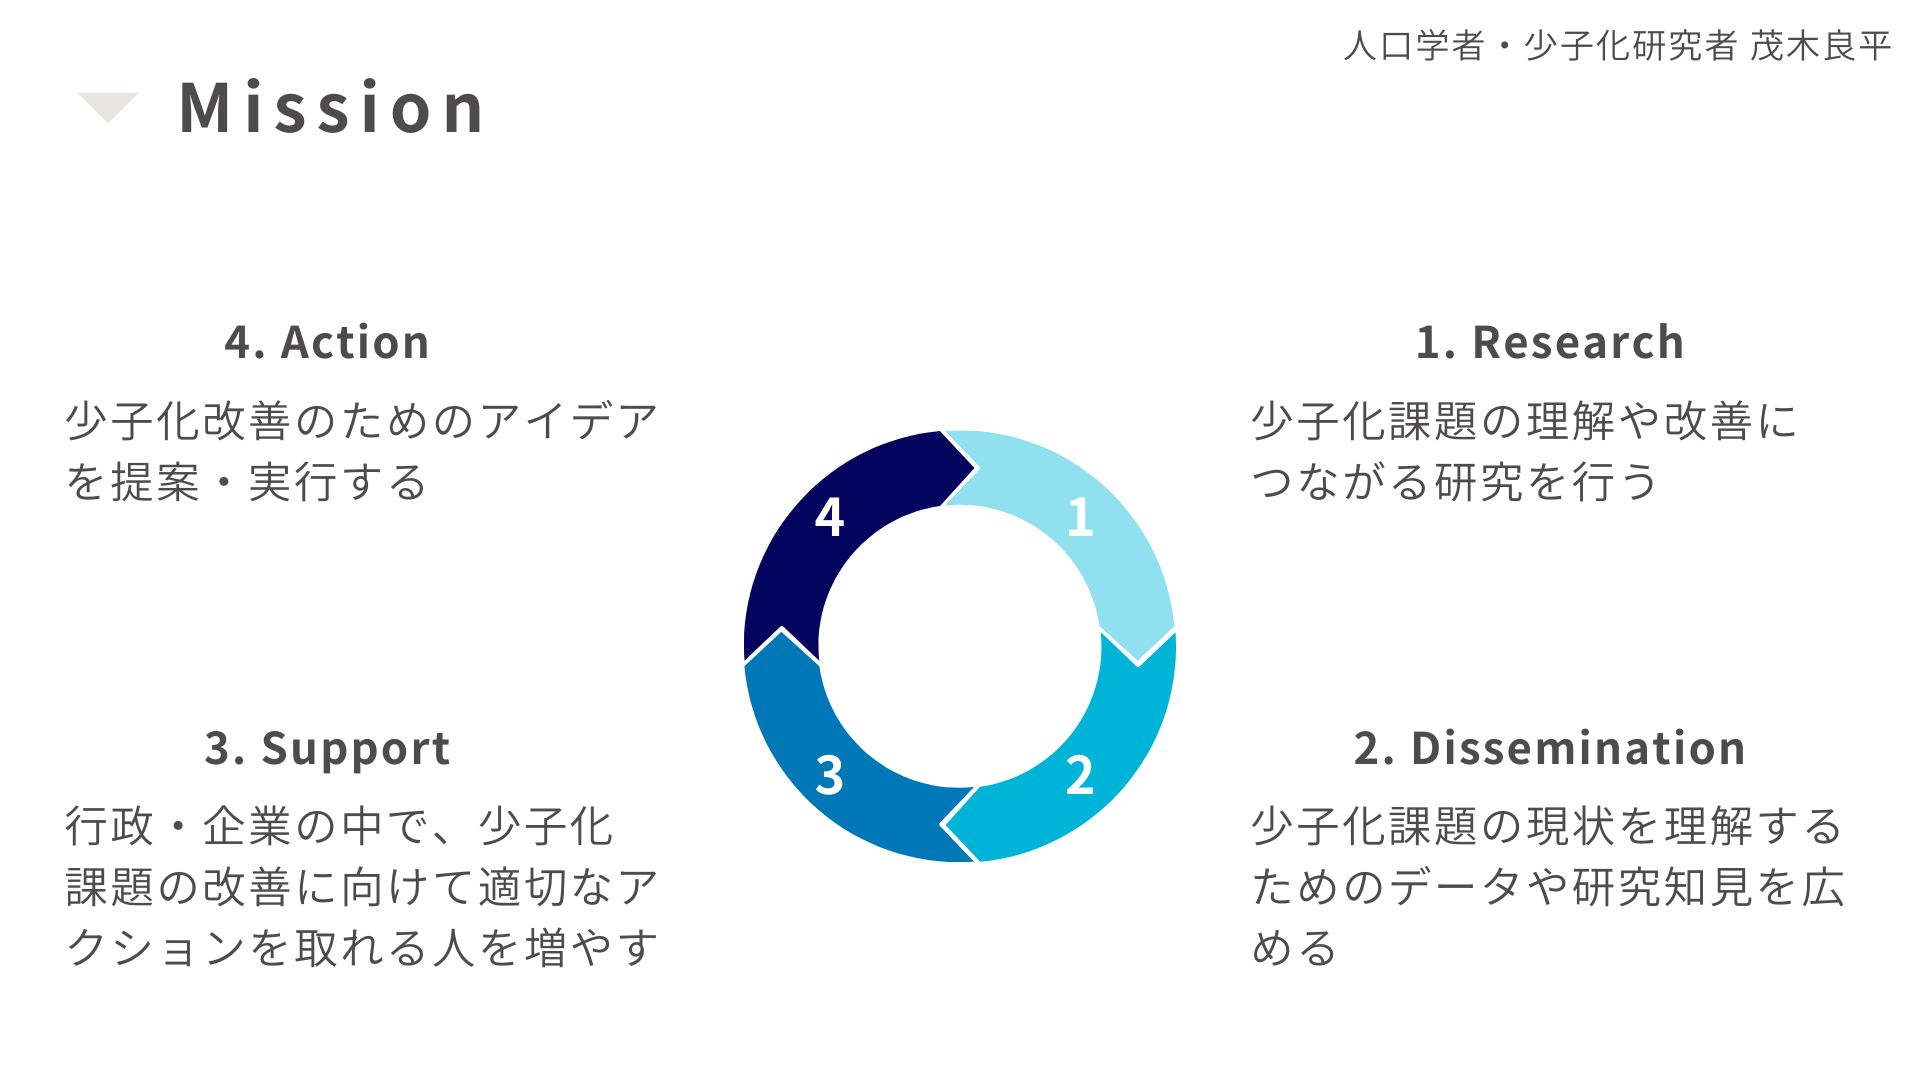 人口学者・少子化研究者 茂木良平
Mission
4. Action
少子化改善のためのアイデア
を提案・実行する
1. Research
少子化課題の理解や改善に
つながる研究を行う
4
1
3
2
3. Support
行政・企業の中で、少子化
課題の改善に向けて適切なア
クションを取れる人を増やす
2. Dissemination
少子化課題の現状を理解する
ためのデータや研究知見を広
める